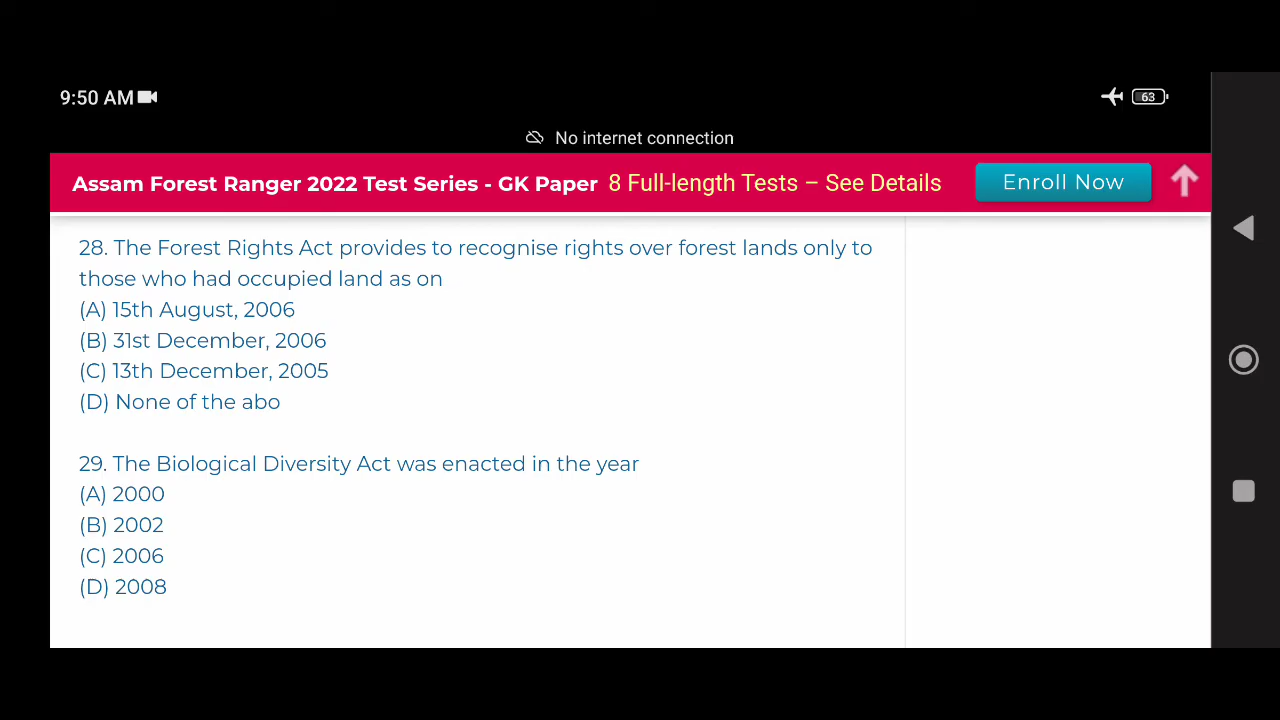 9:50 AM
63
No internet connection
Assam Forest Ranger 2022 Test Series - GK Paper 8 Full-length Tests – See Details Enroll Now
28. The Forest Rights Act provides to recognise rights over forest lands only to
those who had occupied land as on
(A) 15th August, 2006
(B) 31st December, 2006
(C) 13th December, 2005
(D) None of the abo
29. The Biological Diversity Act was enacted in the year
(A) 2000
(B) 2002
(C) 2006
(D) 2008